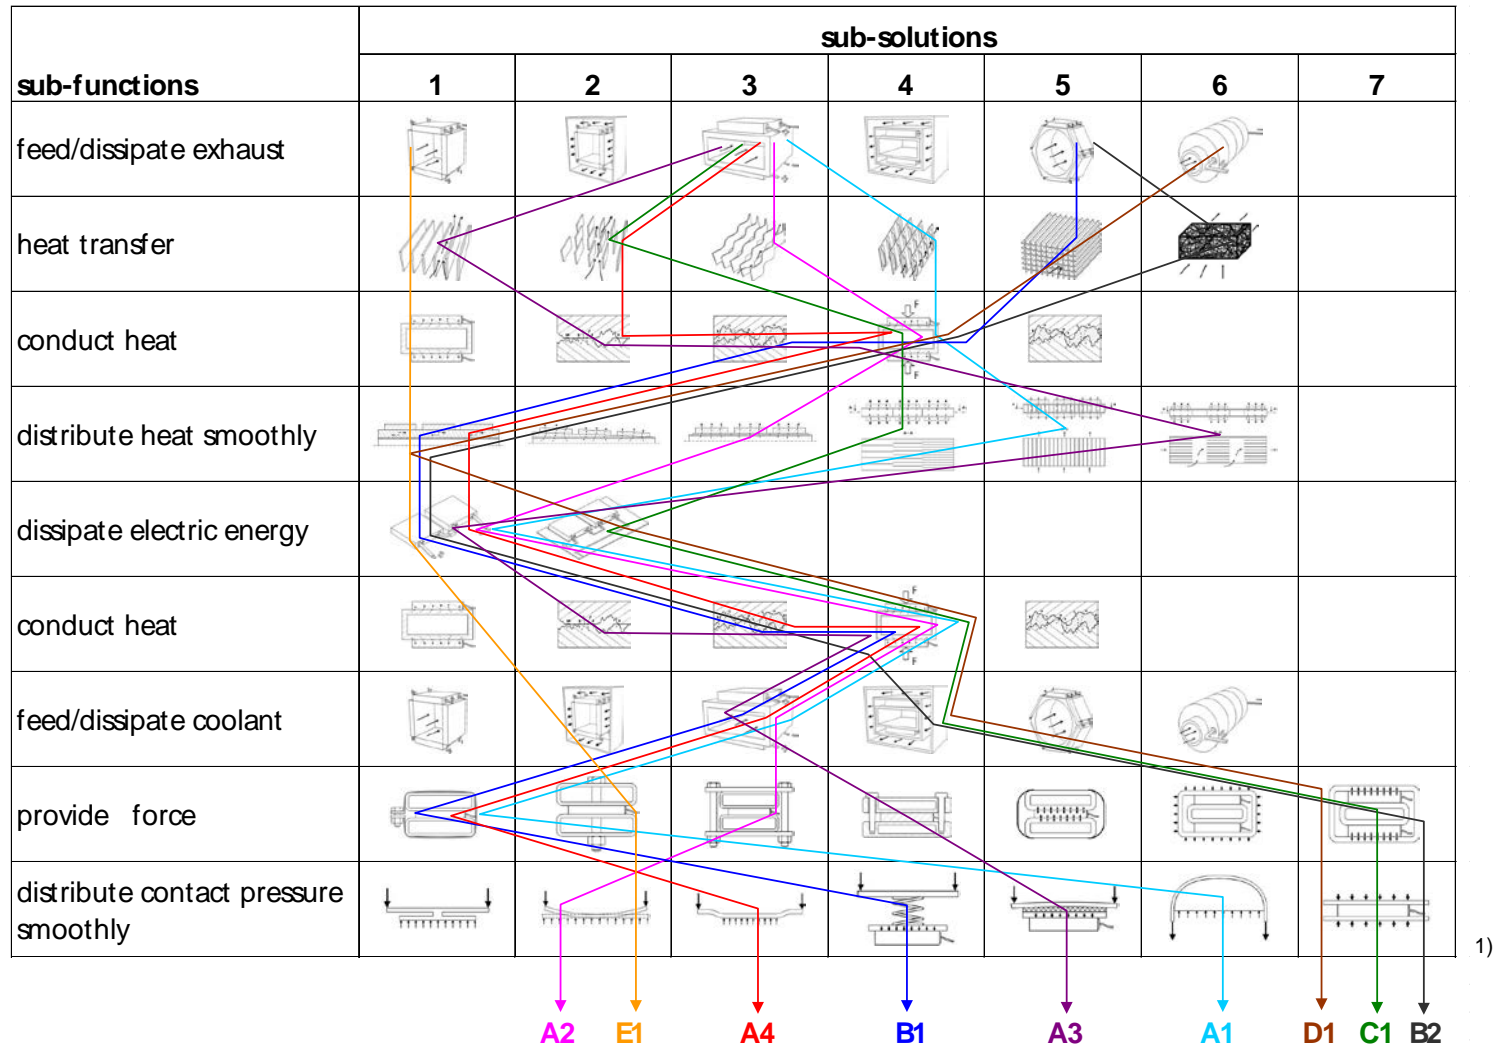 sub-solutions
sub-functions 1 2 3 4 5 6 7
feed/dissipate exhaust
heat transfer
conduct heat
F
F
distribute heat smoothly
dissipate electric energy
conduct heat
F
F
feed/dissipate coolant
provide force
distribute contact pressure
smoothly
1)
A2 E1 A4 B1 A3 A1 D1 C1 B2